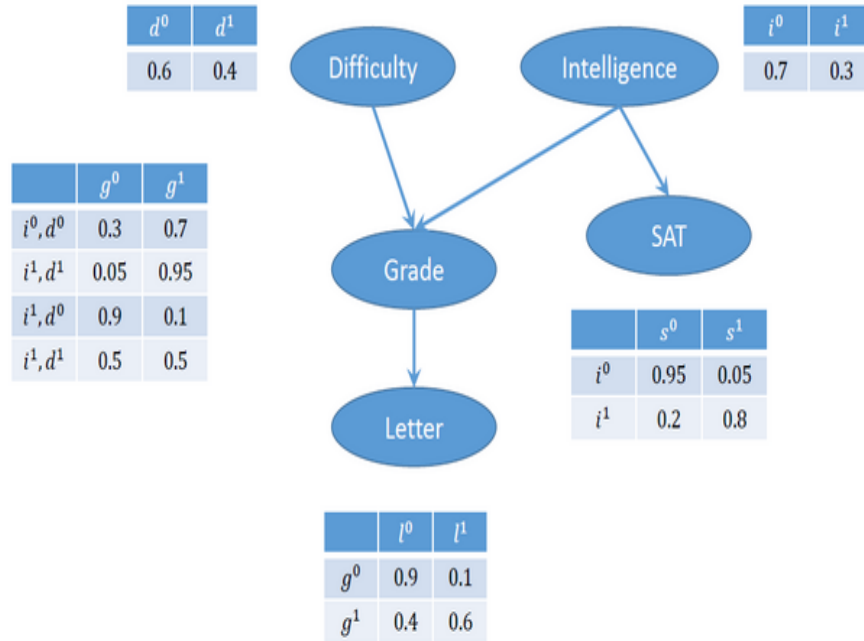 d⁰ d¹
0.6 0.4
Difficulty
Intelligence
i⁰ i¹
0.7 0.3
g⁰ g¹
i⁰, d⁰ 0.3 0.7
i¹, d¹ 0.05 0.95
i¹, d⁰ 0.9 0.1
i¹, d¹ 0.5 0.5
Grade
SAT
s⁰ s¹
i⁰ 0.95 0.05
i¹ 0.2 0.8
Letter
l⁰ l¹
g⁰ 0.9 0.1
g¹ 0.4 0.6